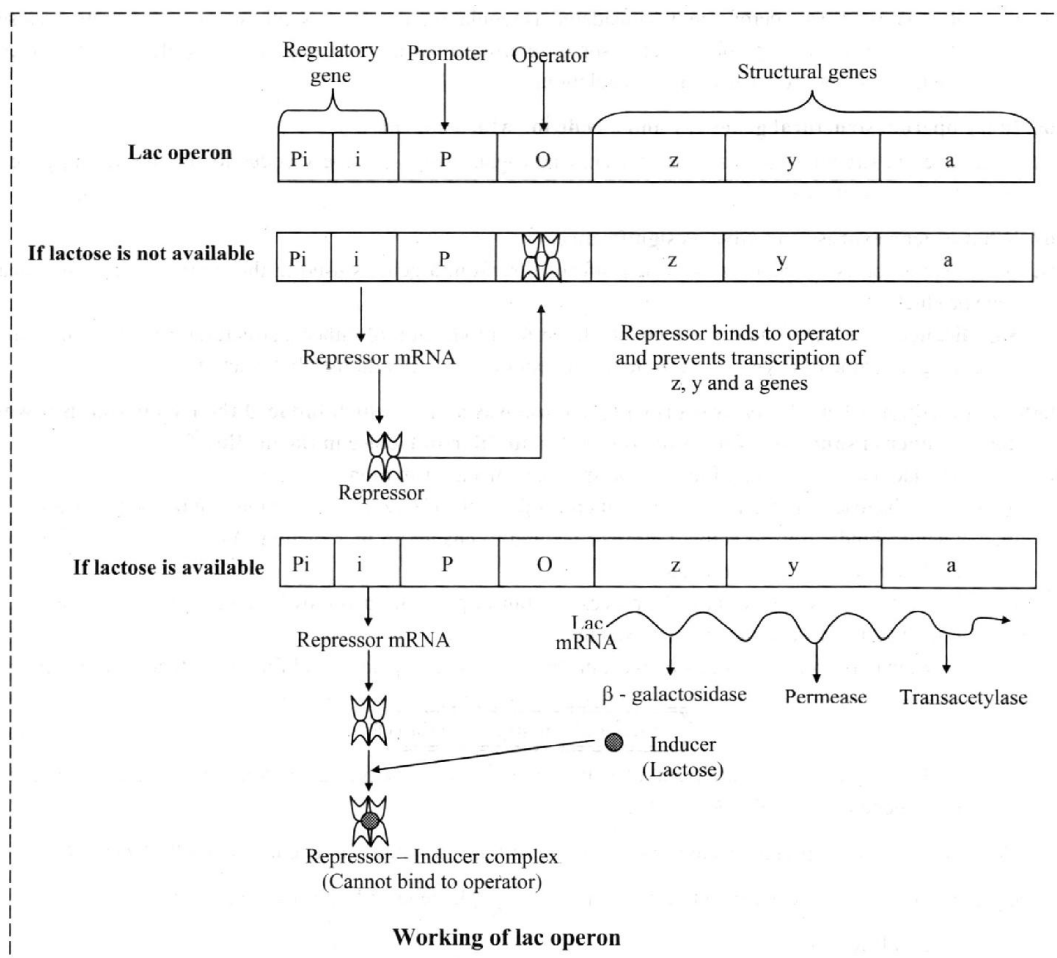 Regulatory gene
Promoter
Operator
Structural genes
Lac operon
Pi i P O z y a
If lactose is not available
Pi i P O z y a
Repressor mRNA
Repressor binds to operator
and prevents transcription of
z, y and a genes
Repressor
If lactose is available
Pi i P O z y a
Repressor mRNA
Lac
mRNA
β - galactosidase
Permease
Transacetylase
Inducer
(Lactose)
Repressor – Inducer complex
(Cannot bind to operator)
Working of lac operon